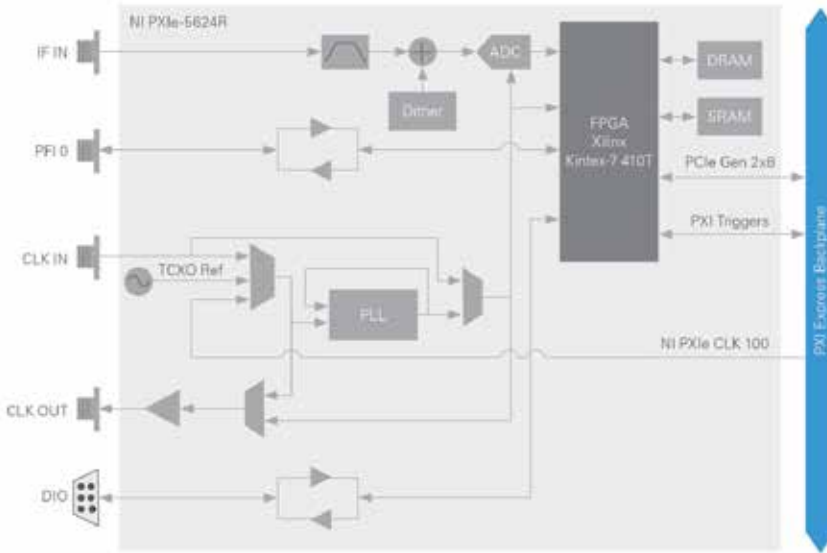 NI PXIe-5624R
IF IN
ADC
DRAM
Dither
SRAM
FPGA
Xilinx
Kintex-7 410T
PFI 0
PCIe Gen 2x8
PXI Triggers
CLK IN
TCXO Ref
PLL
NI PXIe CLK 100
PXI Express Backplane
CLK OUT
DIO